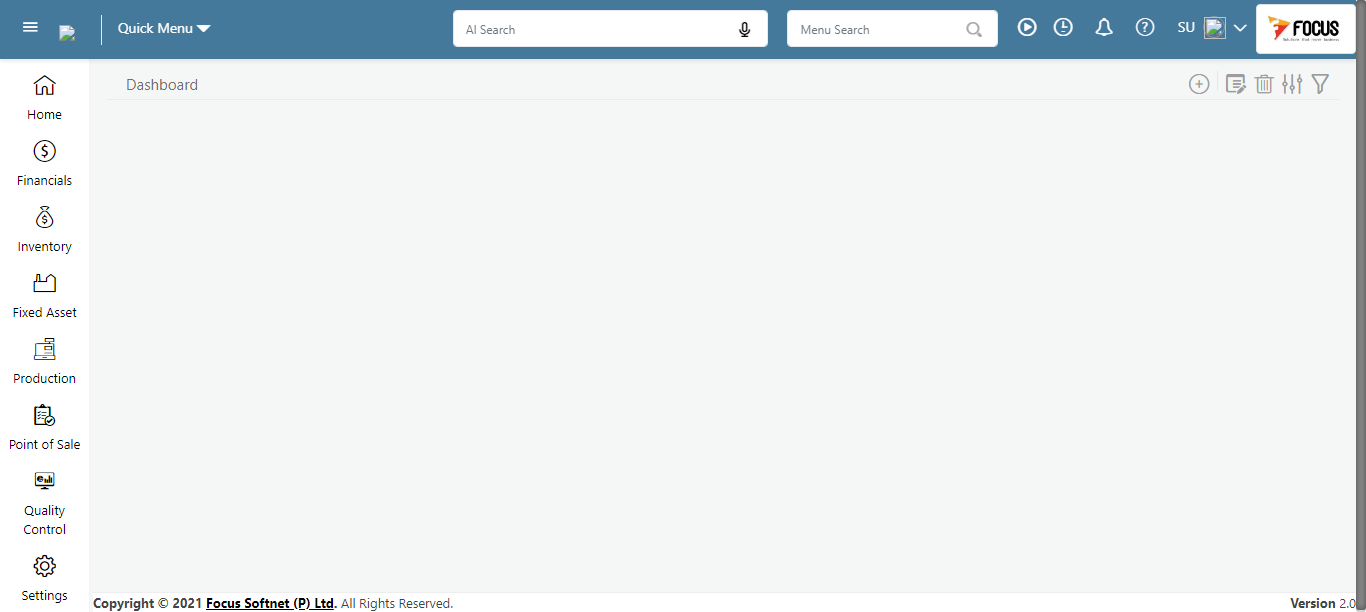 Quick Menu
AI Search
Menu Search
SU
FOCUS
Dashboard
Home
Financials
Inventory
Fixed Asset
Production
Point of Sale
Quality
Control
Settings
Copyright © 2021 Focus Softnet (P) Ltd. All Rights Reserved.
Version 2.0